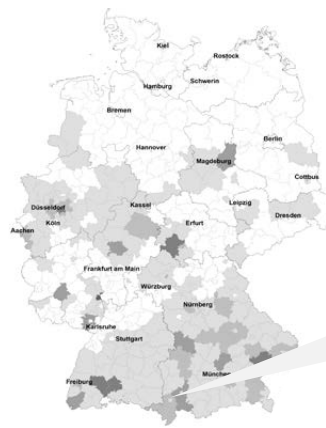 Kiel
Rostock
Hamburg
Schwerin
Bremen
Berlin
Hannover
Magdeburg
Cottbus
Kassel
Leipzig
Düsseldorf
Dresden
Köln
Erfurt
Aachen
Frankfurt am Main
Würzburg
Nürnberg
Karlsruhe
Stuttgart
München
Freiburg